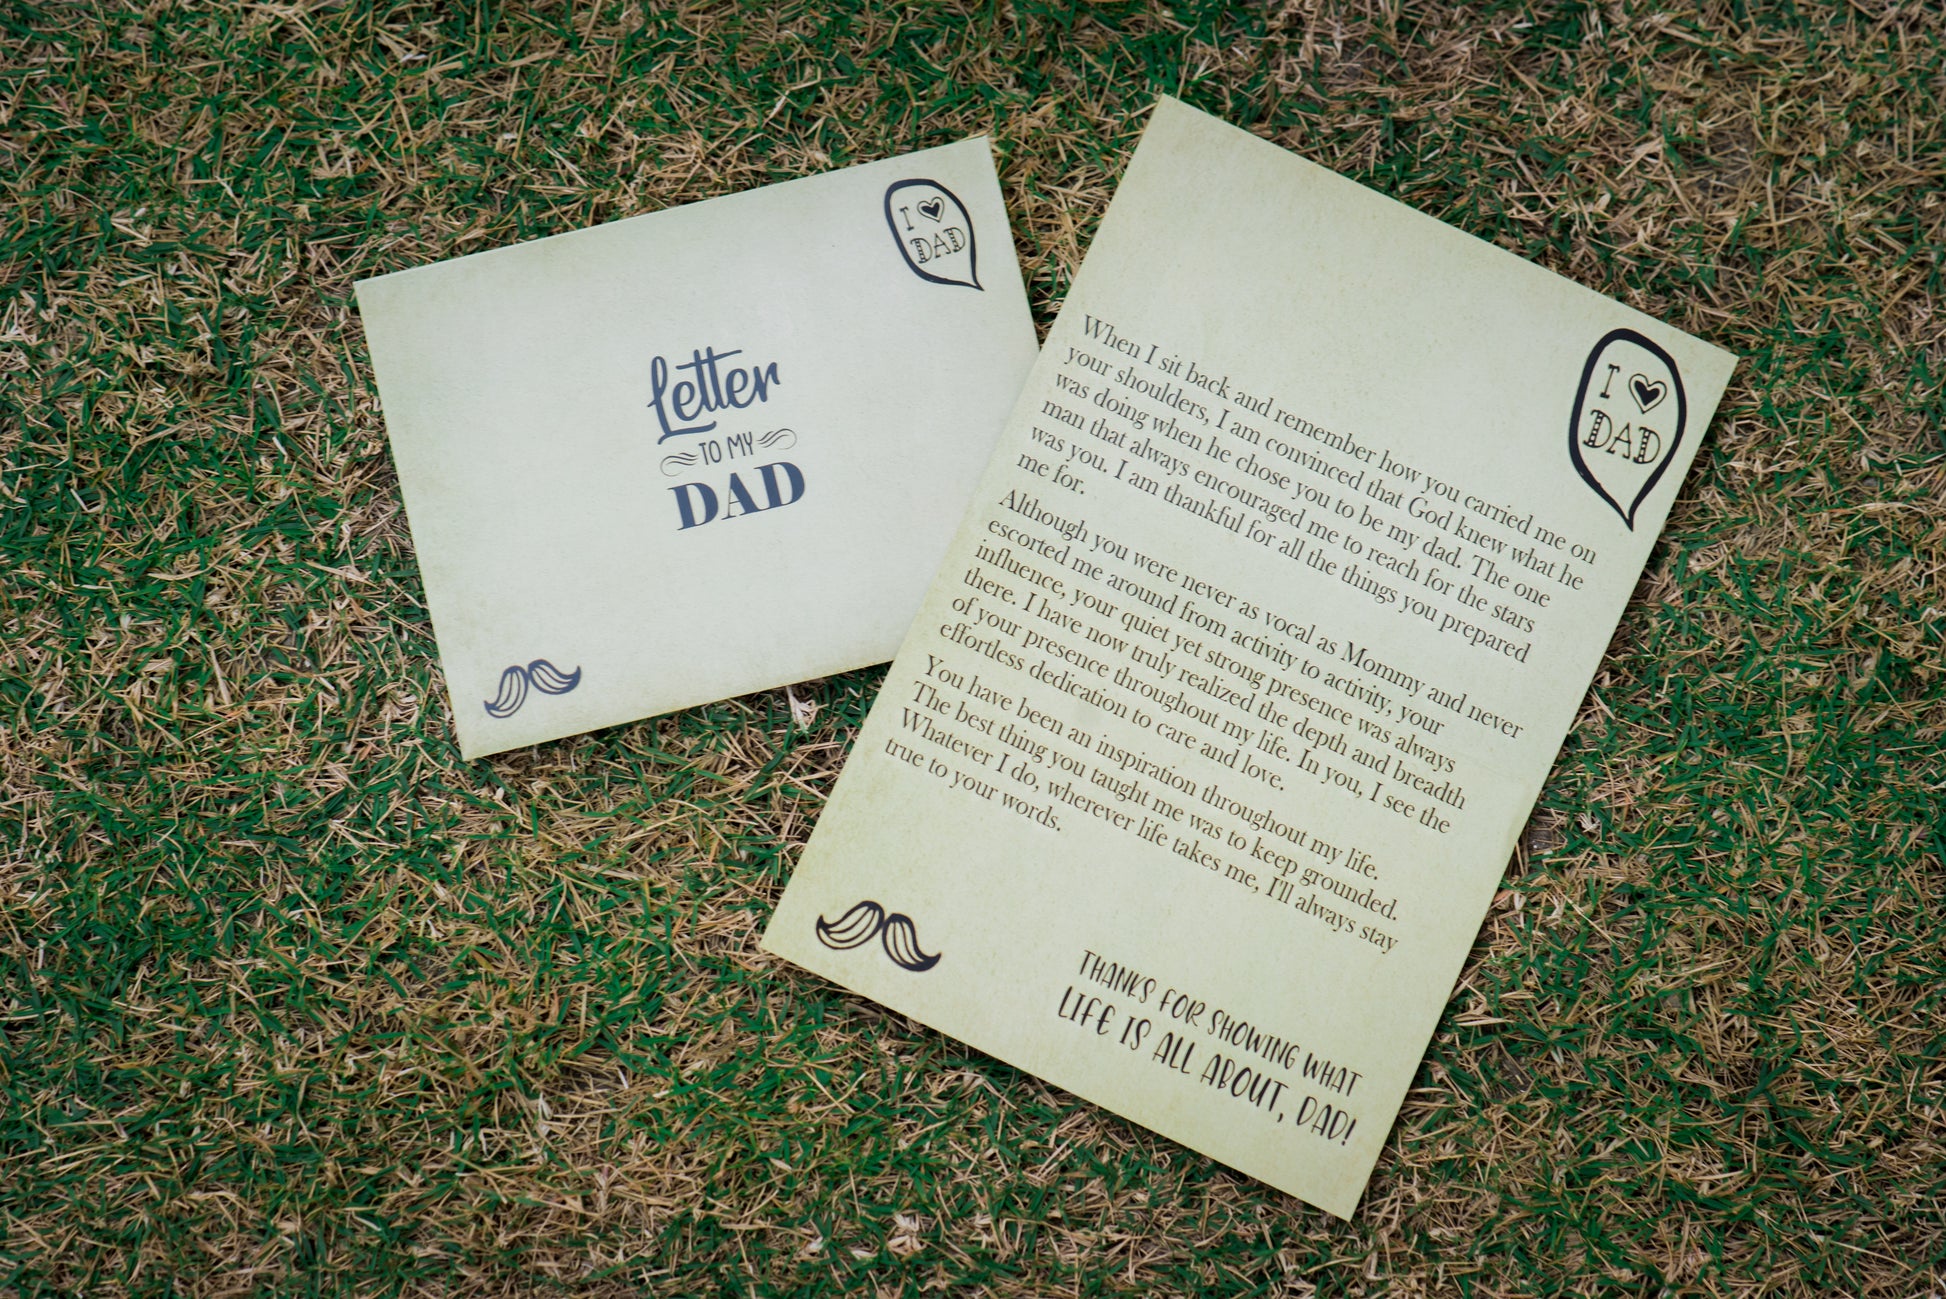 I
DAD
Letter
TO MY
DAD
I
DAD
When I sit back and remember how you carried me on
your shoulders, I am convinced that God knew what he
was doing when he chose you to be my dad. The one
man that always encouraged me to reach for the stars
was you. I am thankful for all the things you prepared
me for.
Although you were never as vocal as Mommy and never
escorted me around from activity to activity, your
influence, your quiet yet strong presence was always
there. I have now truly realized the depth and breadth
of your presence throughout my life. In you, I see the
effortless dedication to care and love.
You have been an inspiration throughout my life.
The best thing you taught me was to keep grounded.
Whatever I do, wherever life takes me, I'll always stay
true to your words.
THANKS FOR SHOWING WHAT
LIFE IS ALL ABOUT, DAD!